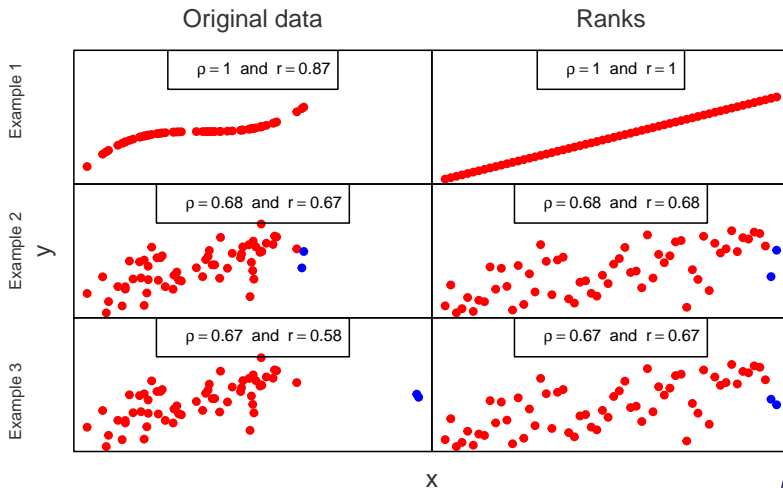 Original data
Ranks
Example 1
ρ = 1 and r = 0.87
ρ = 1 and r = 1
Example 2
ρ = 0.68 and r = 0.67
ρ = 0.68 and r = 0.68
y
Example 3
ρ = 0.67 and r = 0.58
ρ = 0.67 and r = 0.67
x